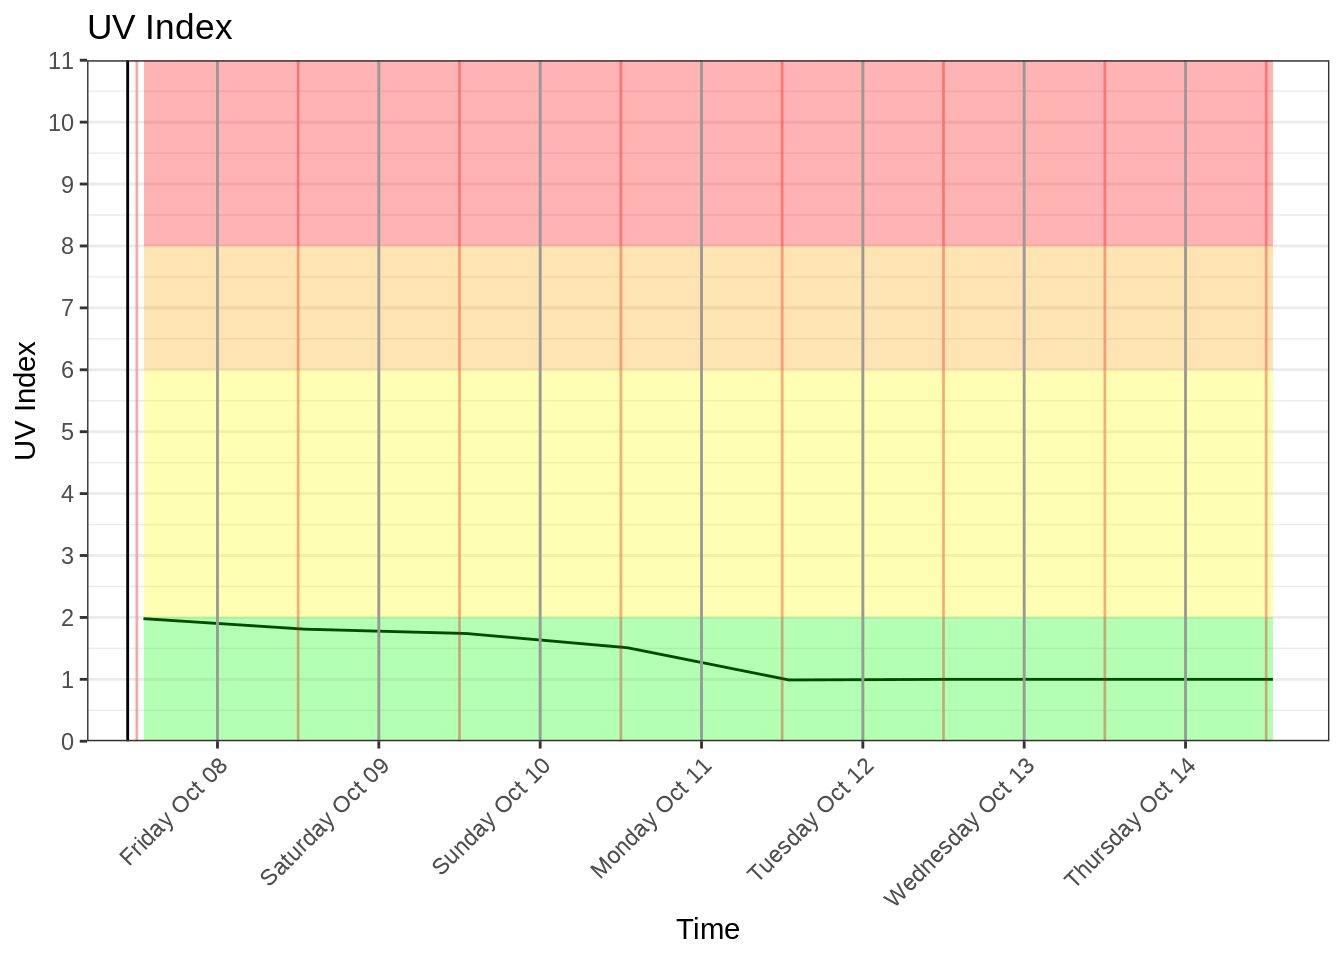 UV Index
11
10
9
8
7
6
5
4
3
2
1
0
UV Index
Friday Oct 08
Saturday Oct 09
Sunday Oct 10
Monday Oct 11
Tuesday Oct 12
Wednesday Oct 13
Thursday Oct 14
Time